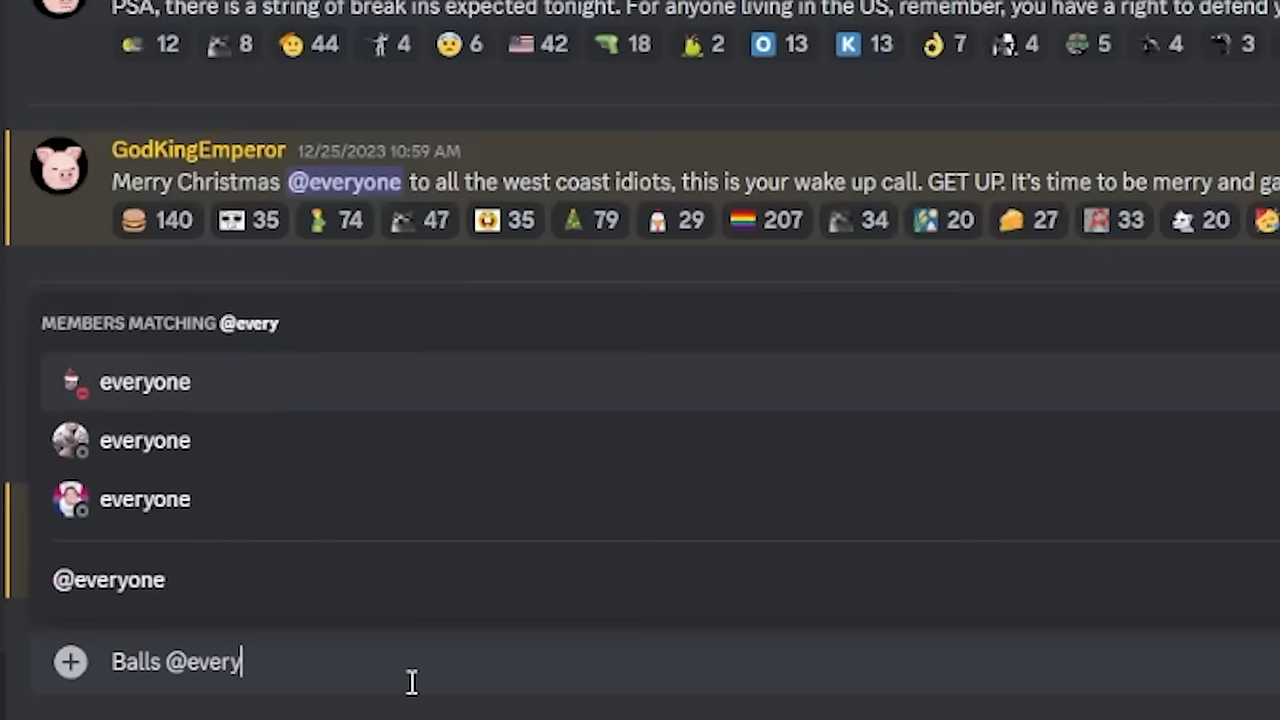 PSA, there is a string of break ins expected tonight. For anyone living in the US, remember, you have a right to defend y
12 8 44 4 6 42 18 2 O 13 K 13 7 4 5 4 3
GodKingEmperor 12/25/2023 10:59 AM
Merry Christmas @everyone to all the west coast idiots, this is your wake up call. GET UP. It's time to be merry and ga
140 35 74 47 35 79 29 207 34 20 27 33 20
MEMBERS MATCHING @every
everyone
everyone
everyone
@everyone
Balls @every